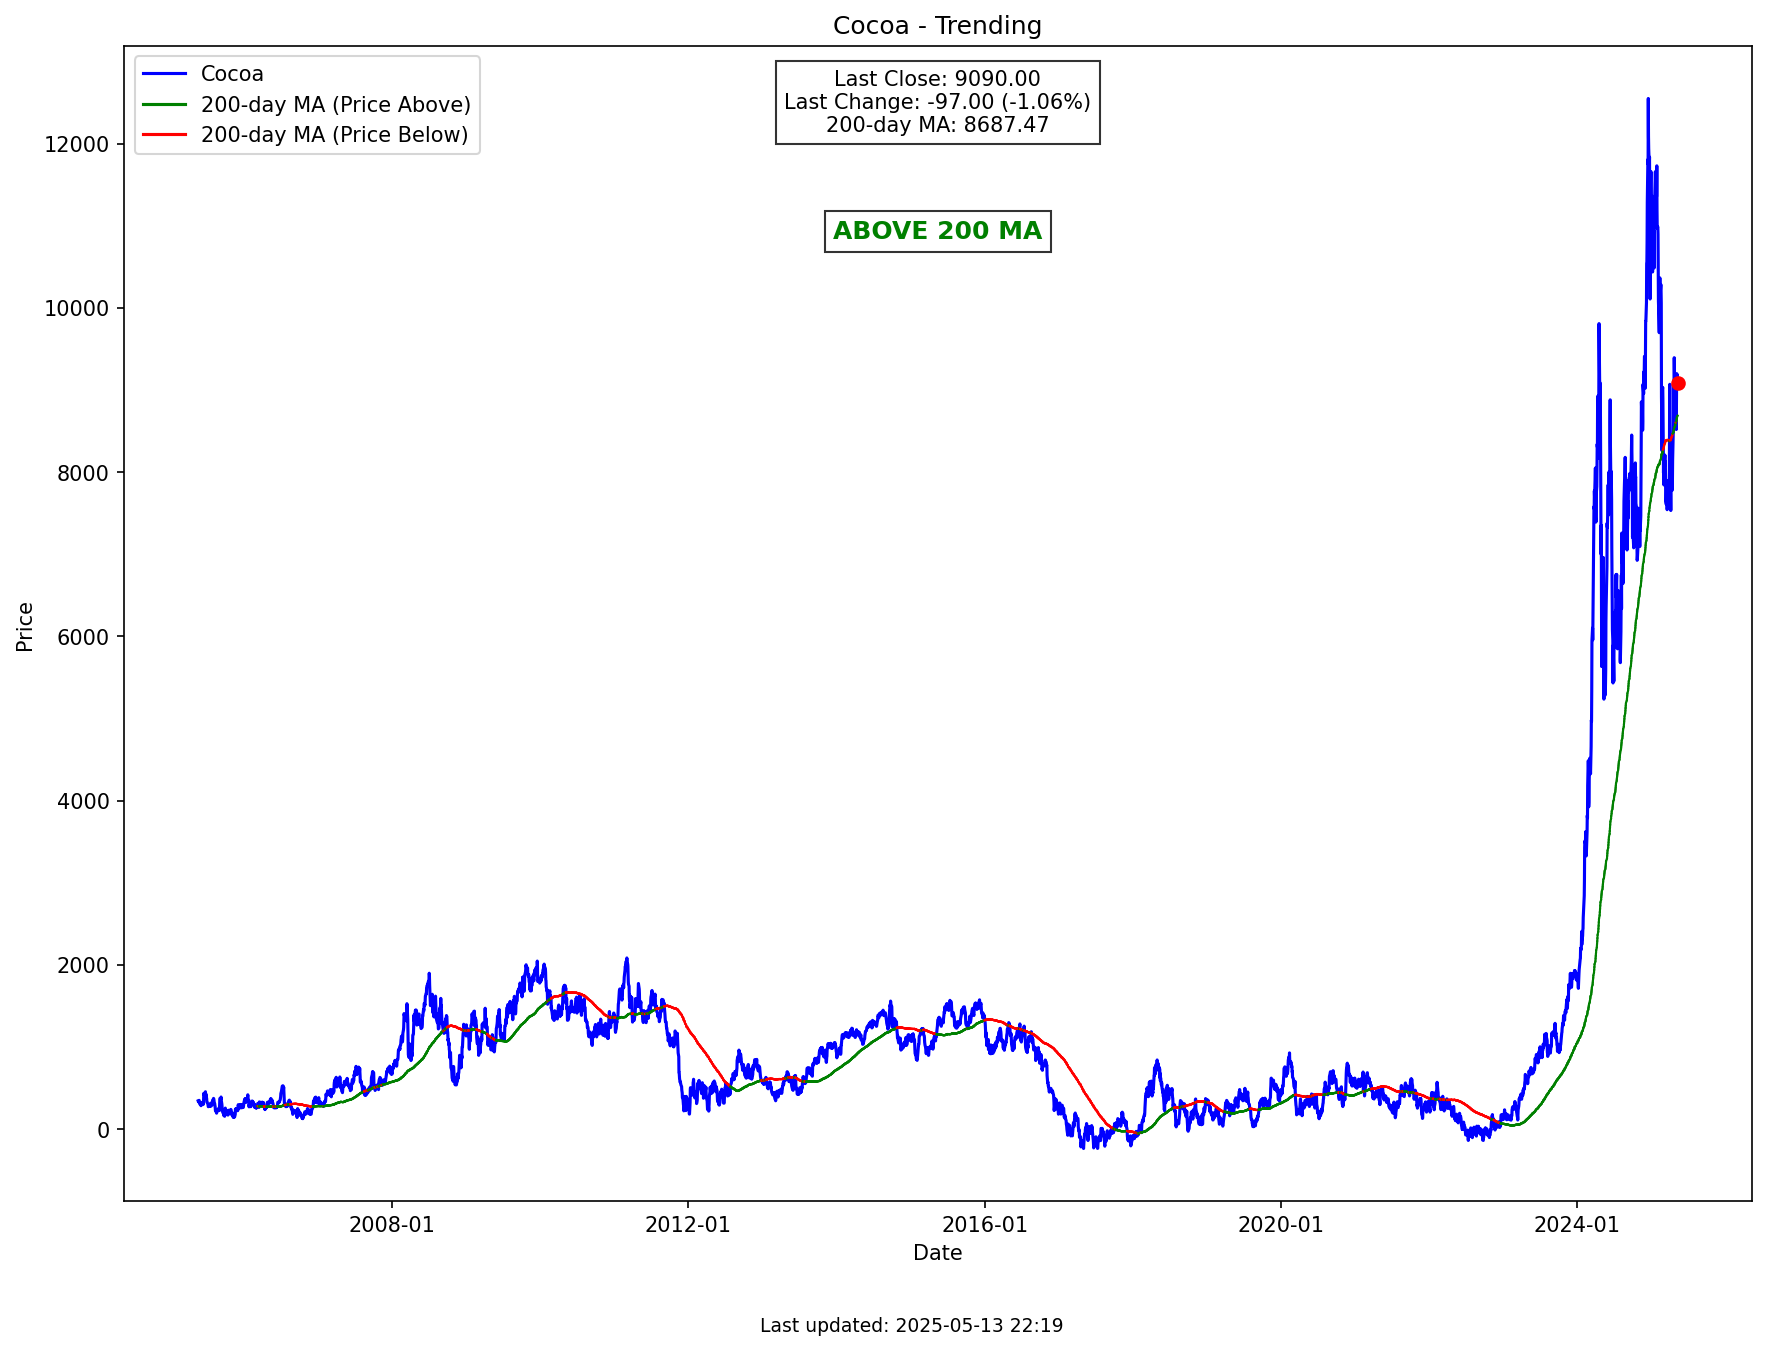 Cocoa - Trending
Cocoa
200-day MA (Price Above)
200-day MA (Price Below)
Last Close: 9090.00
Last Change: -97.00 (-1.06%)
200-day MA: 8687.47
ABOVE 200 MA
12000
10000
8000
6000
4000
2000
0
Price
2008-01
2012-01
2016-01
2020-01
2024-01
Date
Last updated: 2025-05-13 22:19